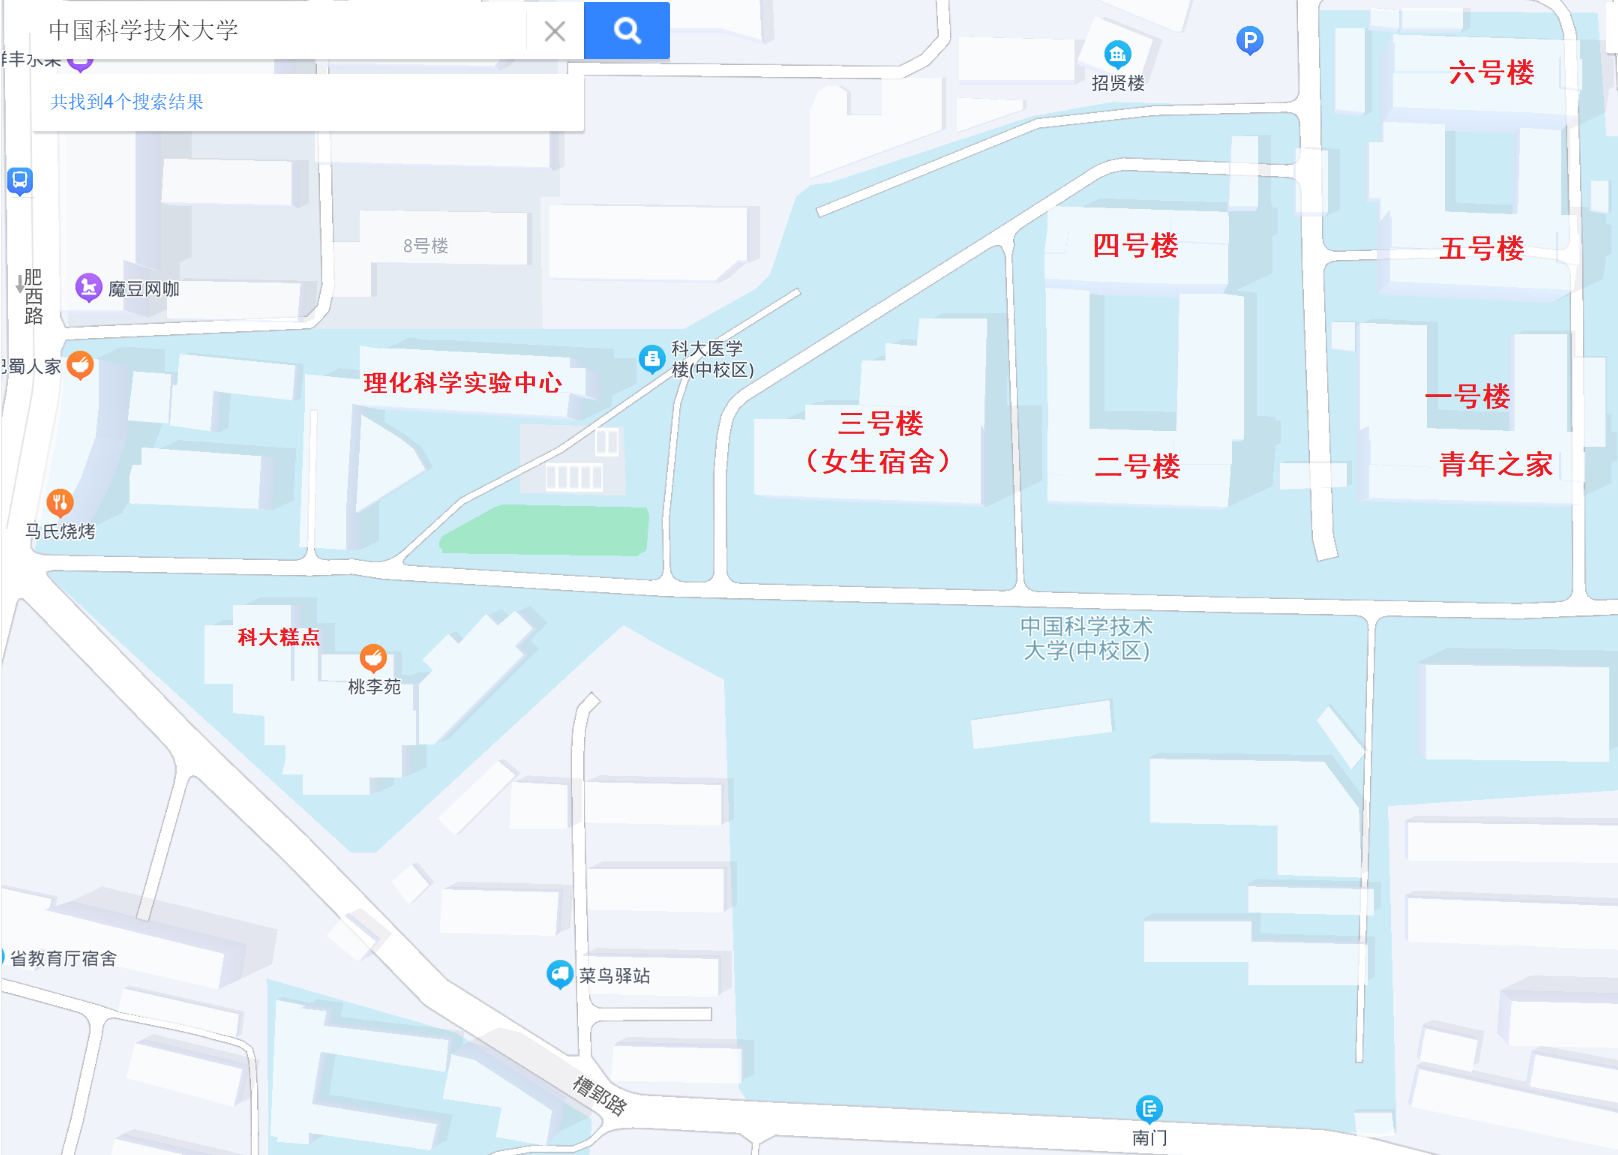 中国科学技术大学
共找到4个搜索结果
招贤楼
P
六号楼
8号楼
四号楼
五号楼
肥西路
魔豆网咖
蜀人家
理化科学实验中心
科大医学
楼(中校区)
三号楼
（女生宿舍）
一号楼
二号楼
青年之家
马氏烧烤
科大糕点
桃李苑
中国科学技术
大学(中校区)
省教育厅宿舍
菜鸟驿站
槽郢路
南门